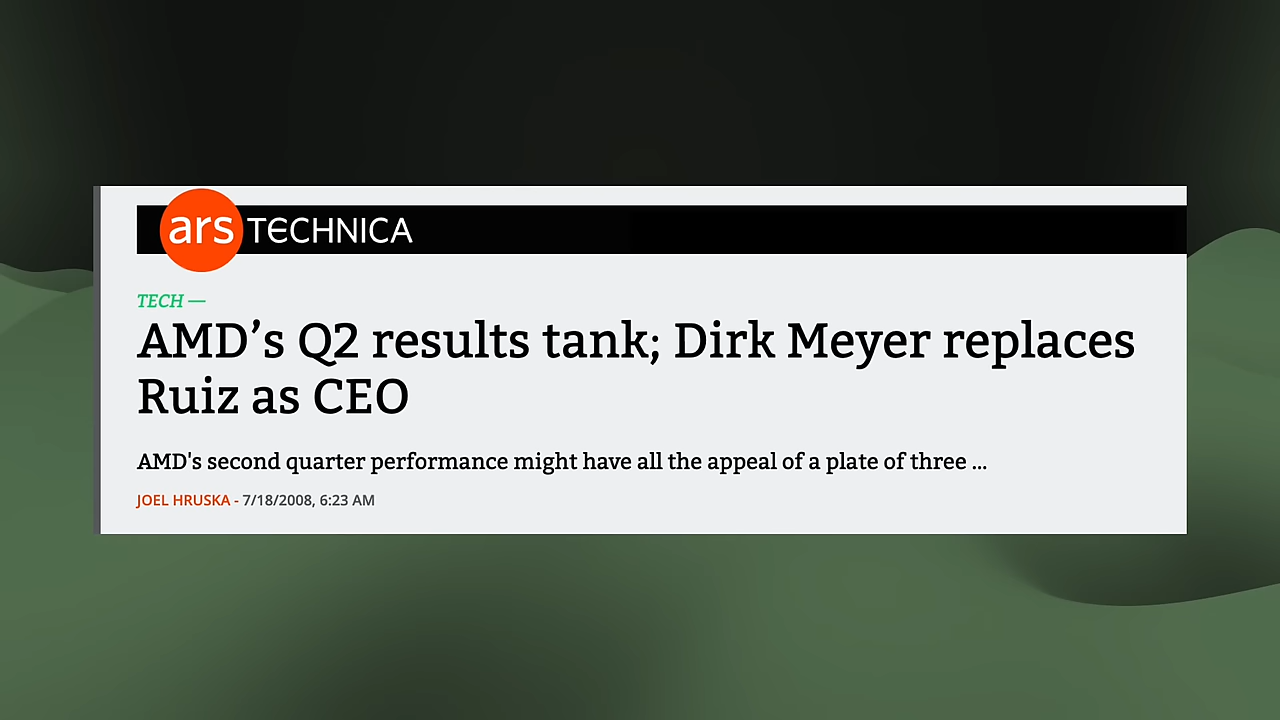 ars TECHNICA
TECH —
AMD’s Q2 results tank; Dirk Meyer replaces
Ruiz as CEO
AMD's second quarter performance might have all the appeal of a plate of three ...
JOEL HRUSKA - 7/18/2008, 6:23 AM